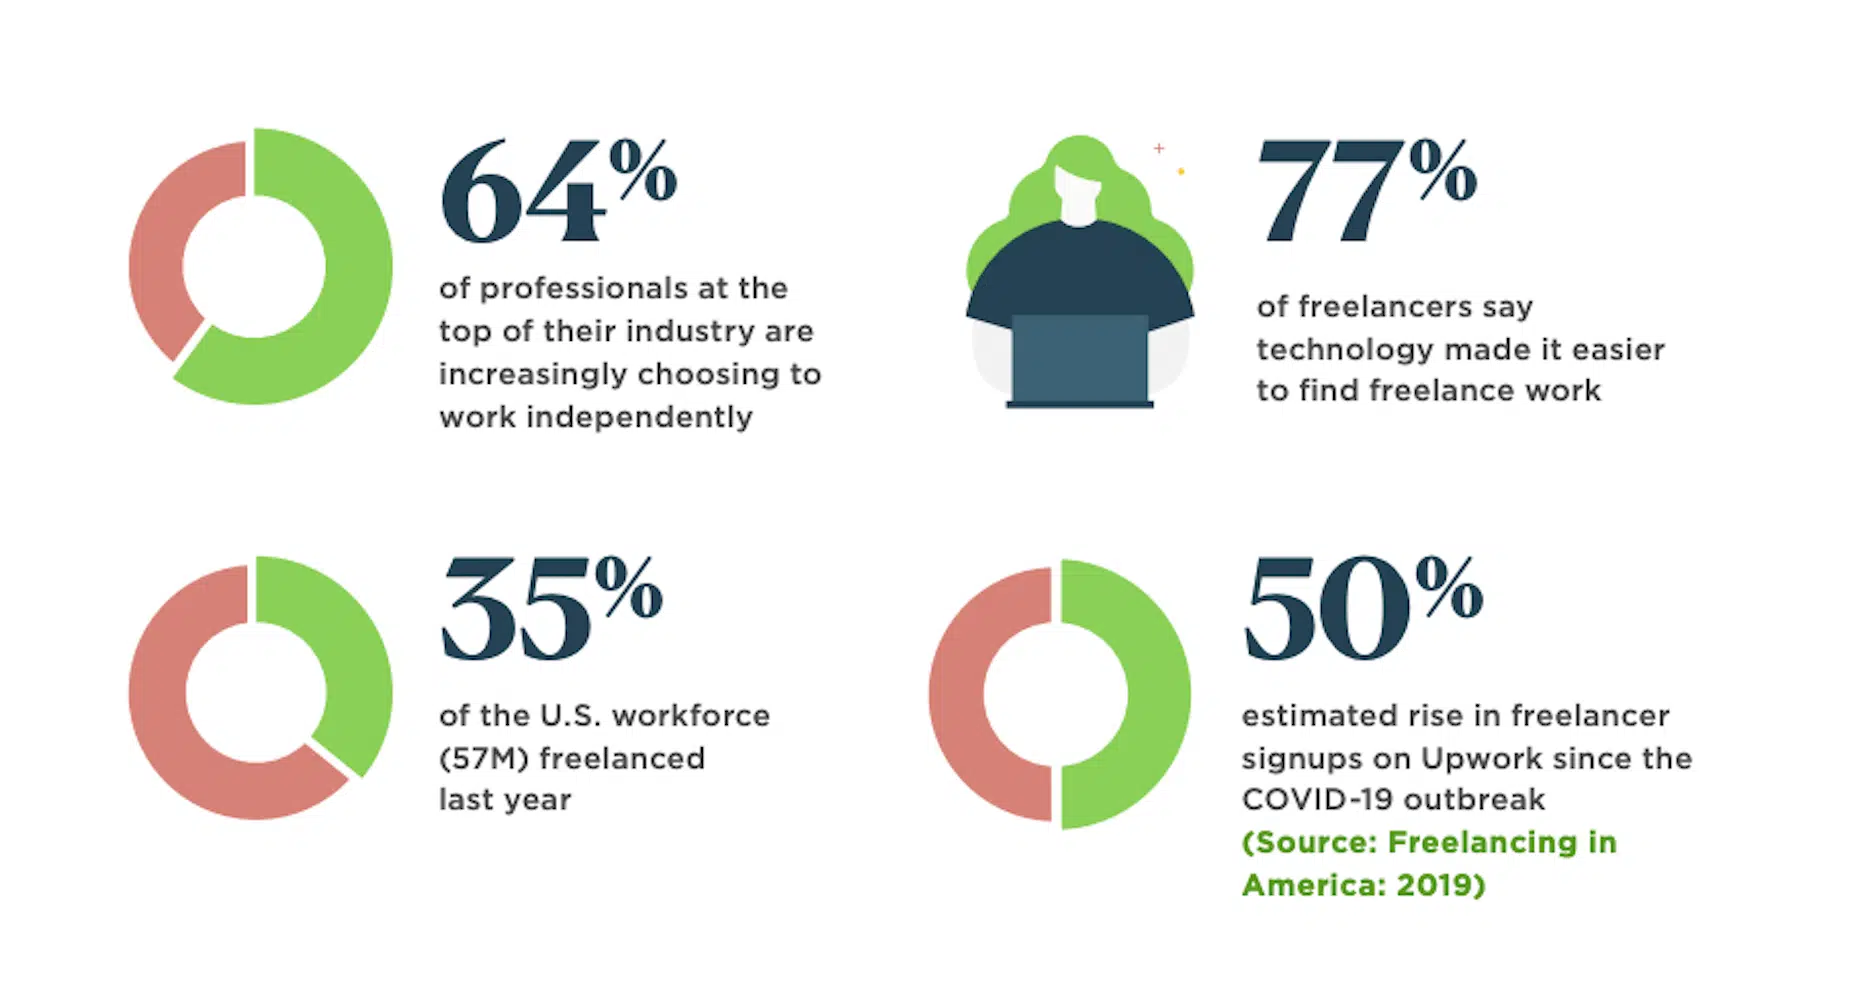 64%
of professionals at the
top of their industry are
increasingly choosing to
work independently
77%
of freelancers say
technology made it easier
to find freelance work
35%
of the U.S. workforce
(57M) freelanced
last year
50%
estimated rise in freelancer
signups on Upwork since the
COVID-19 outbreak
(Source: Freelancing in
America: 2019)